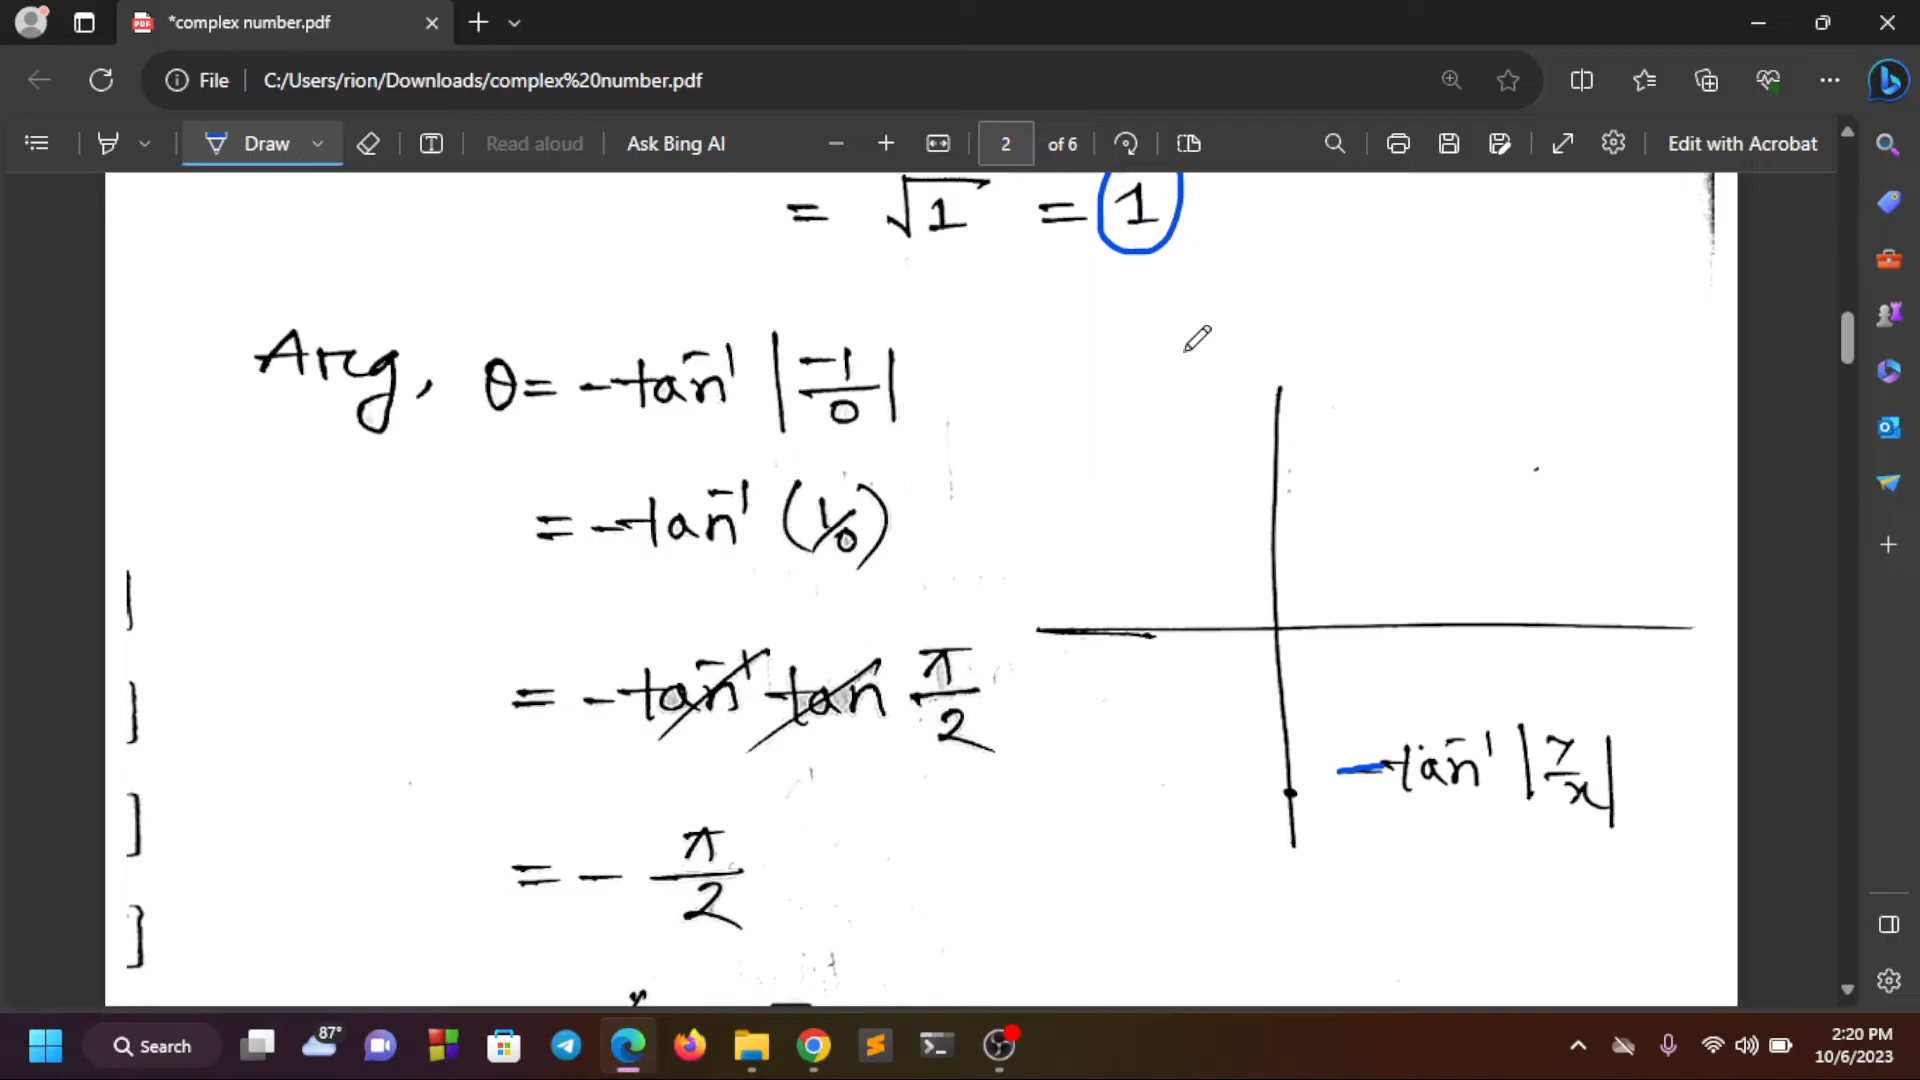 *complex number.pdf
File C:/Users/rion/Downloads/complex%20number.pdf
Draw Read aloud Ask Bing AI 2 of 6 Edit with Acrobat
= √1 = 1
Arg, θ = -tan⁻¹ |-1/0|
= -tan⁻¹ (1/0)
= -tan⁻¹ tan π/2
-tan⁻¹ |y/x|
= - π/2
87°
Search
2:20 PM
10/6/2023